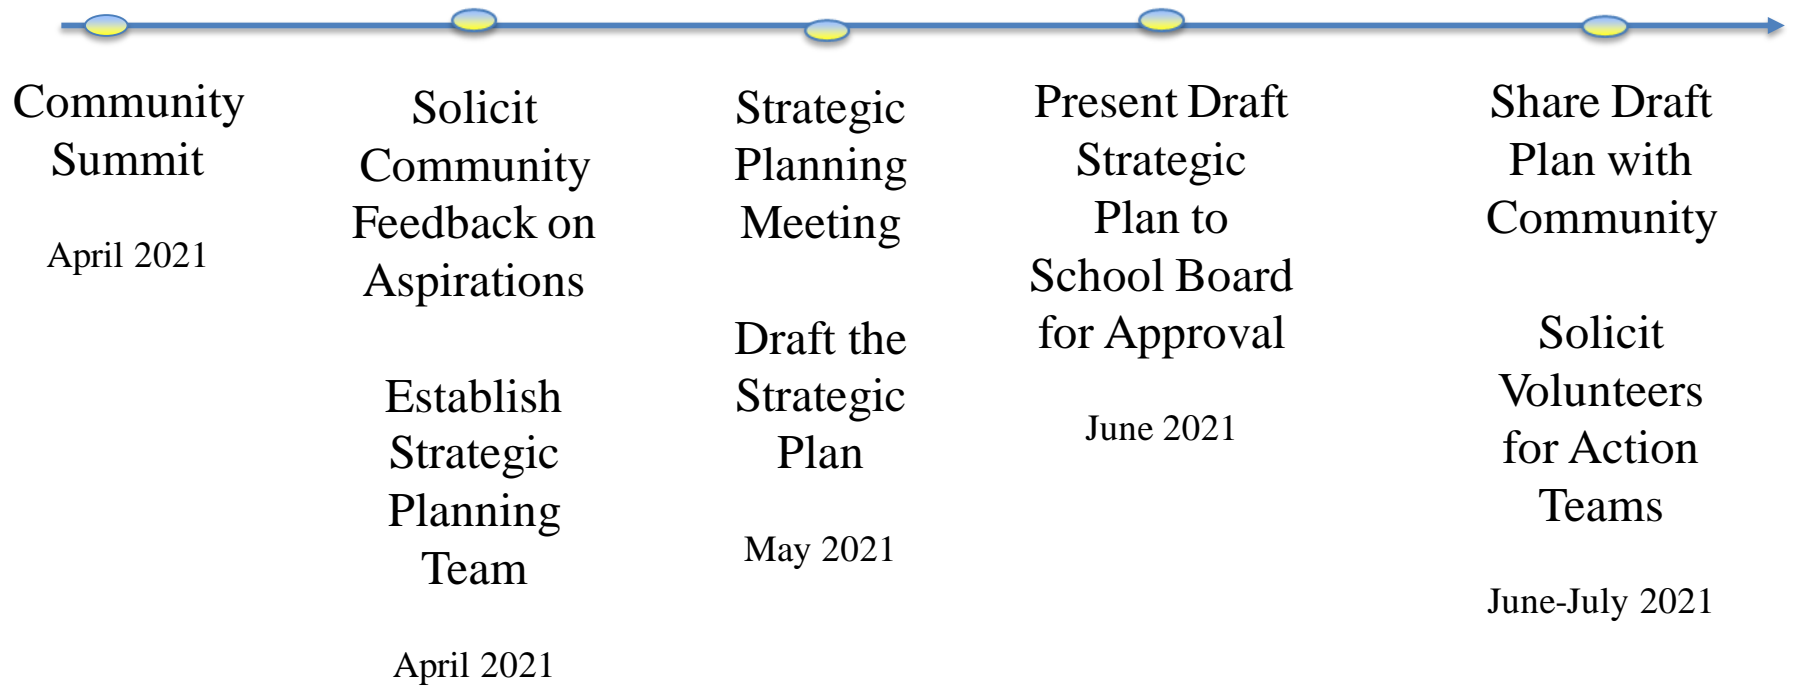 Community
Summit
April 2021
Solicit
Community
Feedback on
Aspirations
Establish
Strategic
Planning
Team
April 2021
Strategic
Planning
Meeting
Draft the
Strategic
Plan
May 2021
Present Draft
Strategic
Plan to
School Board
for Approval
June 2021
Share Draft
Plan with
Community
Solicit
Volunteers
for Action
Teams
June-July 2021